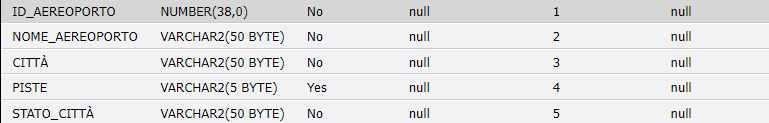 ID_AEREOPORTO NUMBER(38,0) No null 1 null
NOME_AEREOPORTO VARCHAR2(50 BYTE) No null 2 null
CITTÀ VARCHAR2(50 BYTE) No null 3 null
PISTE VARCHAR2(5 BYTE) Yes null 4 null
STATO_CITTÀ VARCHAR2(50 BYTE) No null 5 null